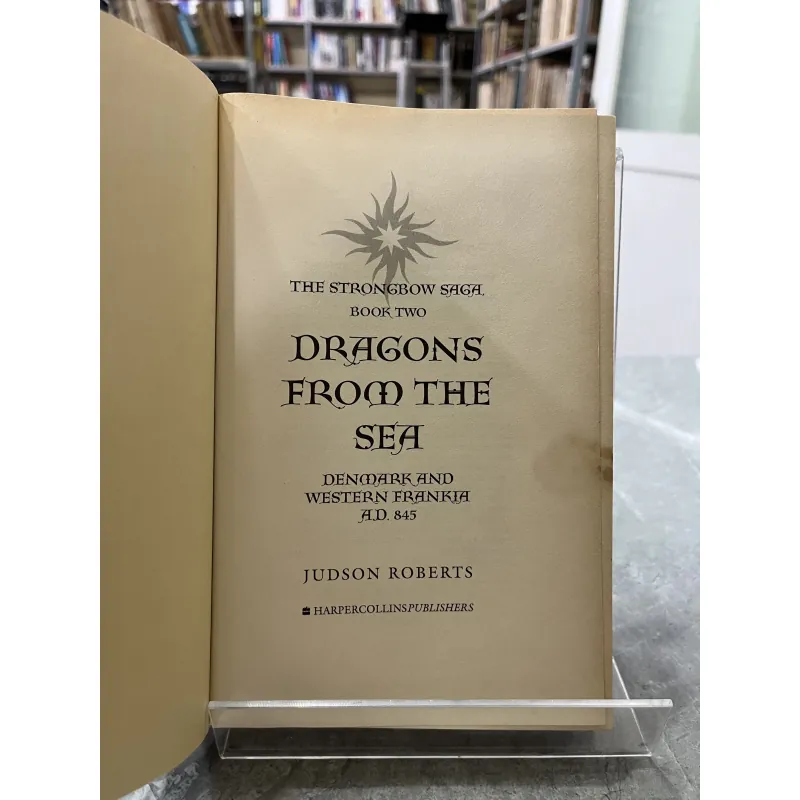 THE STRONGBOW SAGA,
BOOK TWO
DRAGONS
FROM THE
SEA
DENMARK AND
WESTERN FRANKIA
A.D. 845
JUDSON ROBERTS
HARPERCOLLINSPUBLISHERS